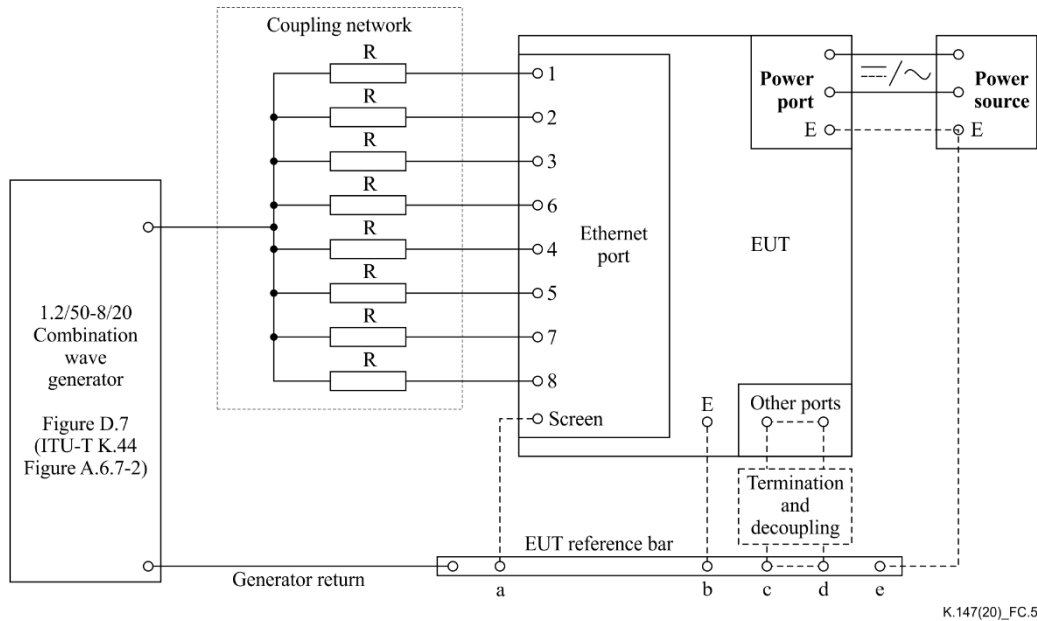 Coupling network
R
R
R
R
R
R
R
R
1
2
3
6
4
5
7
8
Screen
Ethernet
port
EUT
Power
port
E
Power
source
E
1.2/50-8/20
Combination
wave
generator
Figure D.7
(ITU-T K.44
Figure A.6.7-2)
E
Other ports
Termination
and
decoupling
EUT reference bar
Generator return
a
b
c
d
e
K.147(20)_FC.5